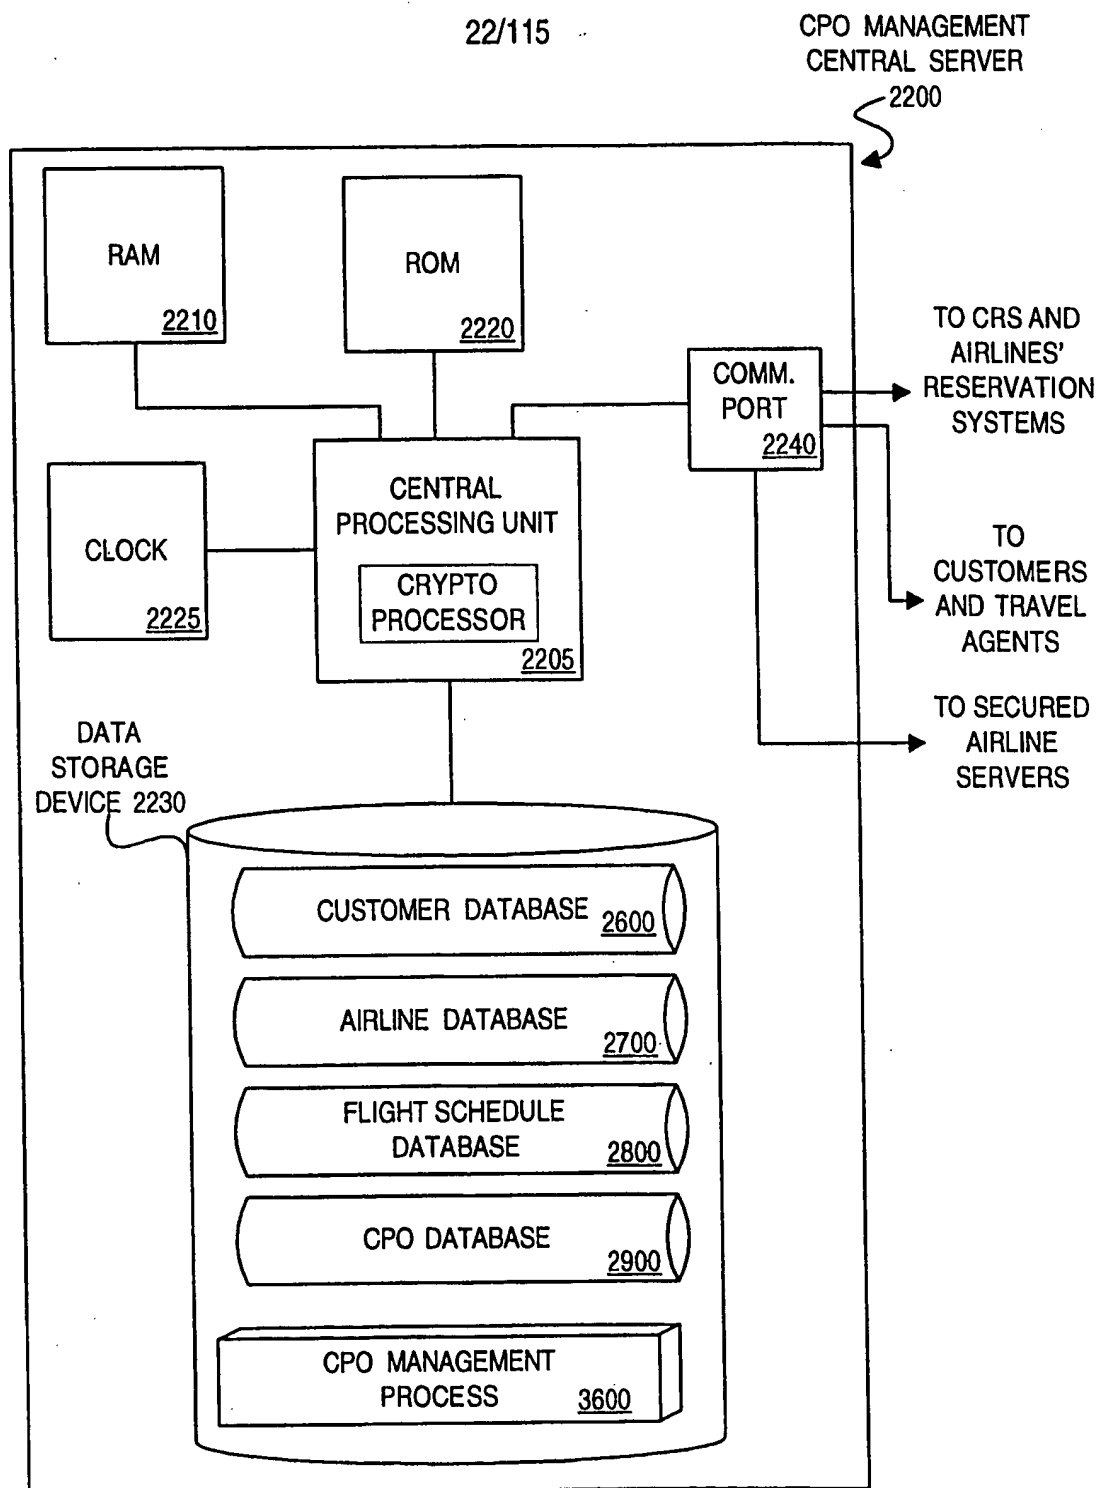 22/115
CPO MANAGEMENT
CENTRAL SERVER
2200
RAM
2210
ROM
2220
COMM.
PORT
2240
TO CRS AND
AIRLINES'
RESERVATION
SYSTEMS
CENTRAL
PROCESSING UNIT
CRYPTO
PROCESSOR
2205
CLOCK
2225
TO
CUSTOMERS
AND TRAVEL
AGENTS
TO SECURED
AIRLINE
SERVERS
DATA
STORAGE
DEVICE 2230
CUSTOMER DATABASE 2600
AIRLINE DATABASE
2700
FLIGHT SCHEDULE
DATABASE
2800
CPO DATABASE
2900
CPO MANAGEMENT
PROCESS
3600